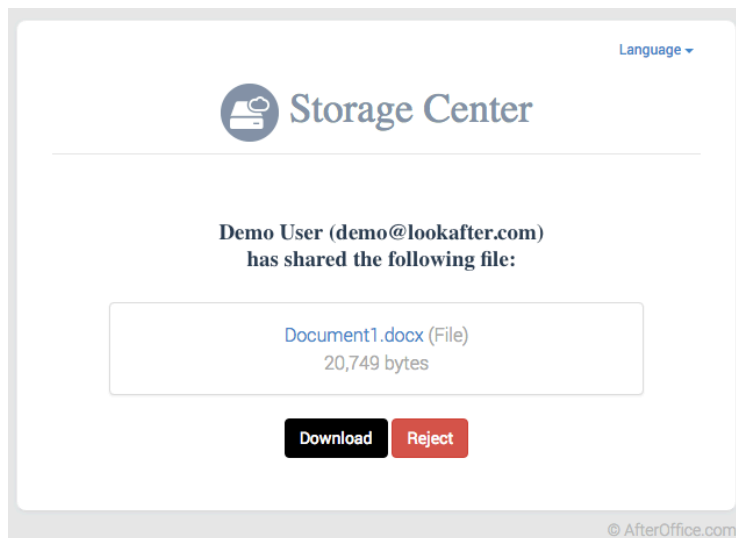 Language
Storage Center
Demo User (demo@lookafter.com)
has shared the following file:
Document1.docx (File)
20,749 bytes
Download Reject
© AfterOffice.com